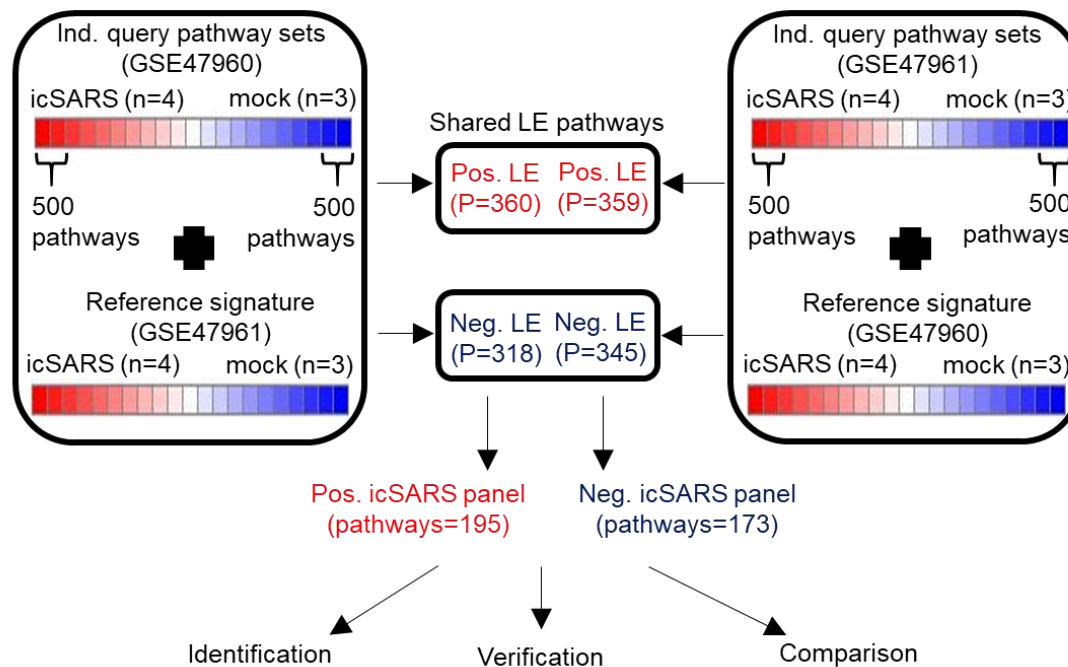 Ind. query pathway sets
(GSE47960)
icSARS (n=4) mock (n=3)
500 500
pathways pathways
Reference signature
(GSE47961)
icSARS (n=4) mock (n=3)
Shared LE pathways
Pos. LE Pos. LE
(P=360) (P=359)
Neg. LE Neg. LE
(P=318) (P=345)
Ind. query pathway sets
(GSE47961)
icSARS (n=4) mock (n=3)
500 500
pathways pathways
Reference signature
(GSE47960)
icSARS (n=4) mock (n=3)
Pos. icSARS panel
(pathways=195)
Neg. icSARS panel
(pathways=173)
Identification Verification Comparison